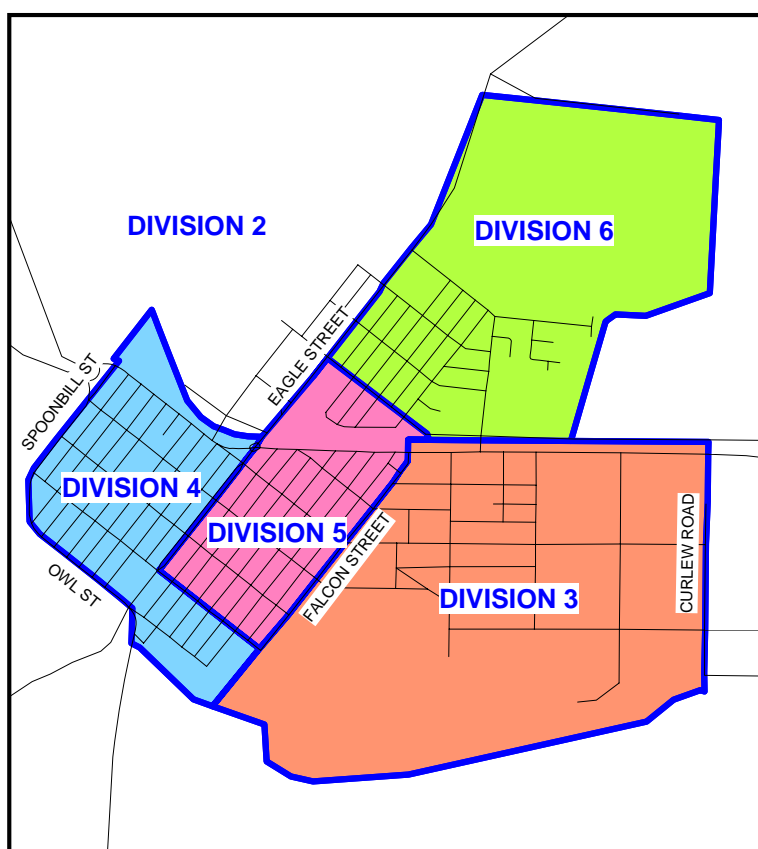 DIVISION 2
DIVISION 6
EAGLE STREET
SPOONBILL ST
DIVISION 4
DIVISION 5
FALCON STREET
CURLEW ROAD
OWL ST
DIVISION 3